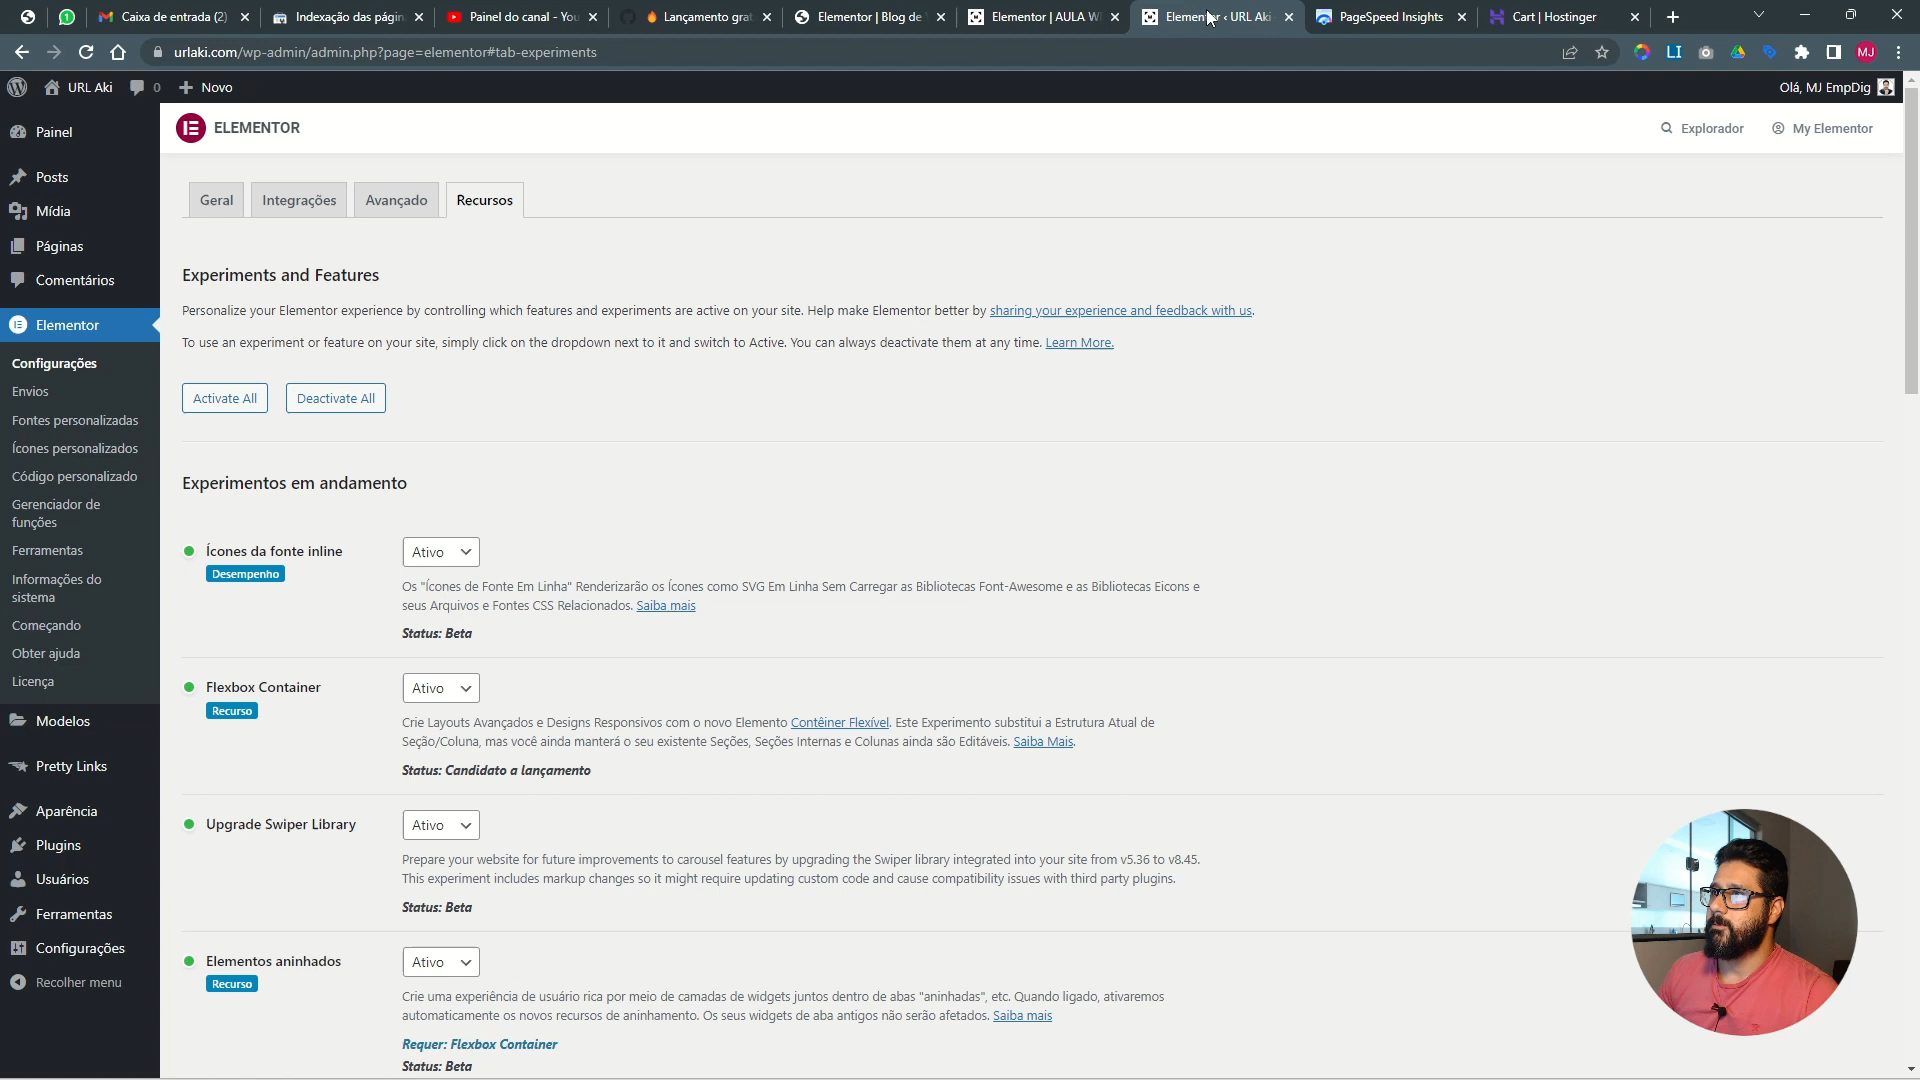 Caixa de entrada (2)
Indexação das págin
Painel do canal - You
Lançamento grat
Elementor | Blog de
Elementor | AULA W
Elementor ‹ URL Aki
PageSpeed Insights
Cart | Hostinger
urlaki.com/wp-admin/admin.php?page=elementor#tab-experiments
LI
MJ
URL Aki
0
Novo
Olá, MJ EmpDig
Painel
Posts
Mídia
Páginas
Comentários
Elementor
Configurações
Envios
Fontes personalizadas
Ícones personalizados
Código personalizado
Gerenciador de
funções
Ferramentas
Informações do
sistema
Começando
Obter ajuda
Licença
Modelos
Pretty Links
Aparência
Plugins
Usuários
Ferramentas
Configurações
Recolher menu
ELEMENTOR
Explorador
My Elementor
Geral
Integrações
Avançado
Recursos
Experiments and Features
Personalize your Elementor experience by controlling which features and experiments are active on your site. Help make Elementor better by sharing your experience and feedback with us.
To use an experiment or feature on your site, simply click on the dropdown next to it and switch to Active. You can always deactivate them at any time. Learn More.
Activate All
Deactivate All
Experimentos em andamento
Ícones da fonte inline
Desempenho
Ativo
Os "Ícones de Fonte Em Linha" Renderizarão os Ícones como SVG Em Linha Sem Carregar as Bibliotecas Font-Awesome e as Bibliotecas Eicons e
seus Arquivos e Fontes CSS Relacionados. Saiba mais
Status: Beta
Flexbox Container
Recurso
Ativo
Crie Layouts Avançados e Designs Responsivos com o novo Elemento Contêiner Flexível. Este Experimento substitui a Estrutura Atual de
Seção/Coluna, mas você ainda manterá o seu existente Seções, Seções Internas e Colunas ainda são Editáveis. Saiba Mais.
Status: Candidato a lançamento
Upgrade Swiper Library
Ativo
Prepare your website for future improvements to carousel features by upgrading the Swiper library integrated into your site from v5.36 to v8.45.
This experiment includes markup changes so it might require updating custom code and cause compatibility issues with third party plugins.
Status: Beta
Elementos aninhados
Recurso
Ativo
Crie uma experiência de usuário rica por meio de camadas de widgets juntos dentro de abas "aninhadas", etc. Quando ligado, ativaremos
automaticamente os novos recursos de aninhamento. Os seus widgets de aba antigos não serão afetados. Saiba mais
Requer: Flexbox Container
Status: Beta